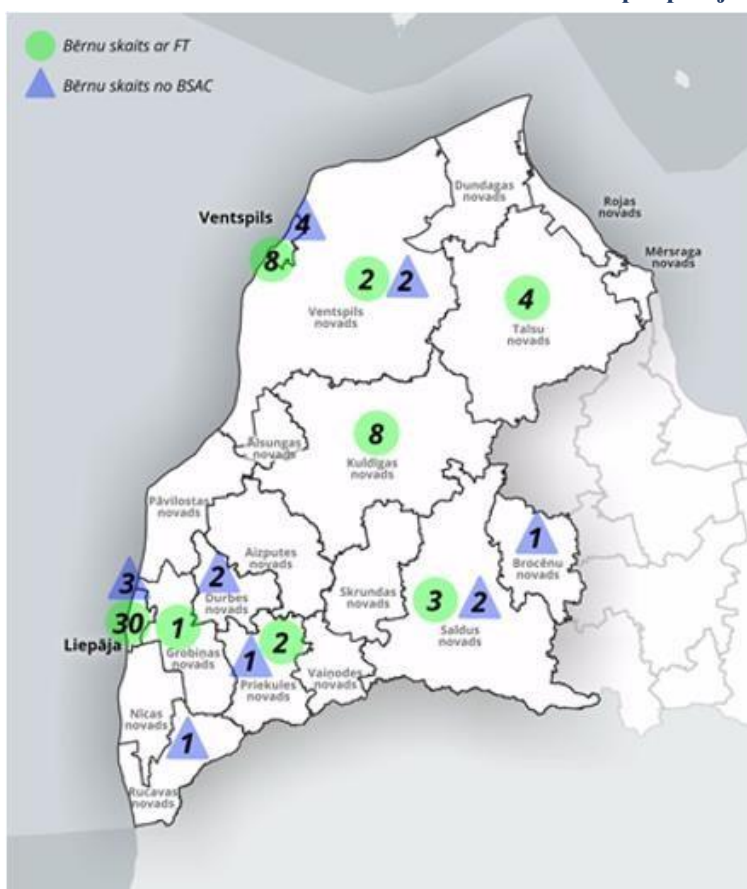 Bērnu skaits ar FT
Bērnu skaits no BSAC
Dundagas
novads
Rojas
novads
Ventspils
4
8
Mērsraga
novads
2
2
Ventspils
novads
4
Talsu
novads
8
Kuldīgas
novads
Alsungas
novads
Pāvilostas
novads
1
Brocēnu
novads
Aizputes
novads
3
2
Durbes
novads
Skrundas
novads
3
2
Saldus
novads
30
Liepāja
1
Grobiņas
novads
2
1
Priekules
novads
Vaiņodes
novads
Nīcas
novads
1
Rucavas
novads